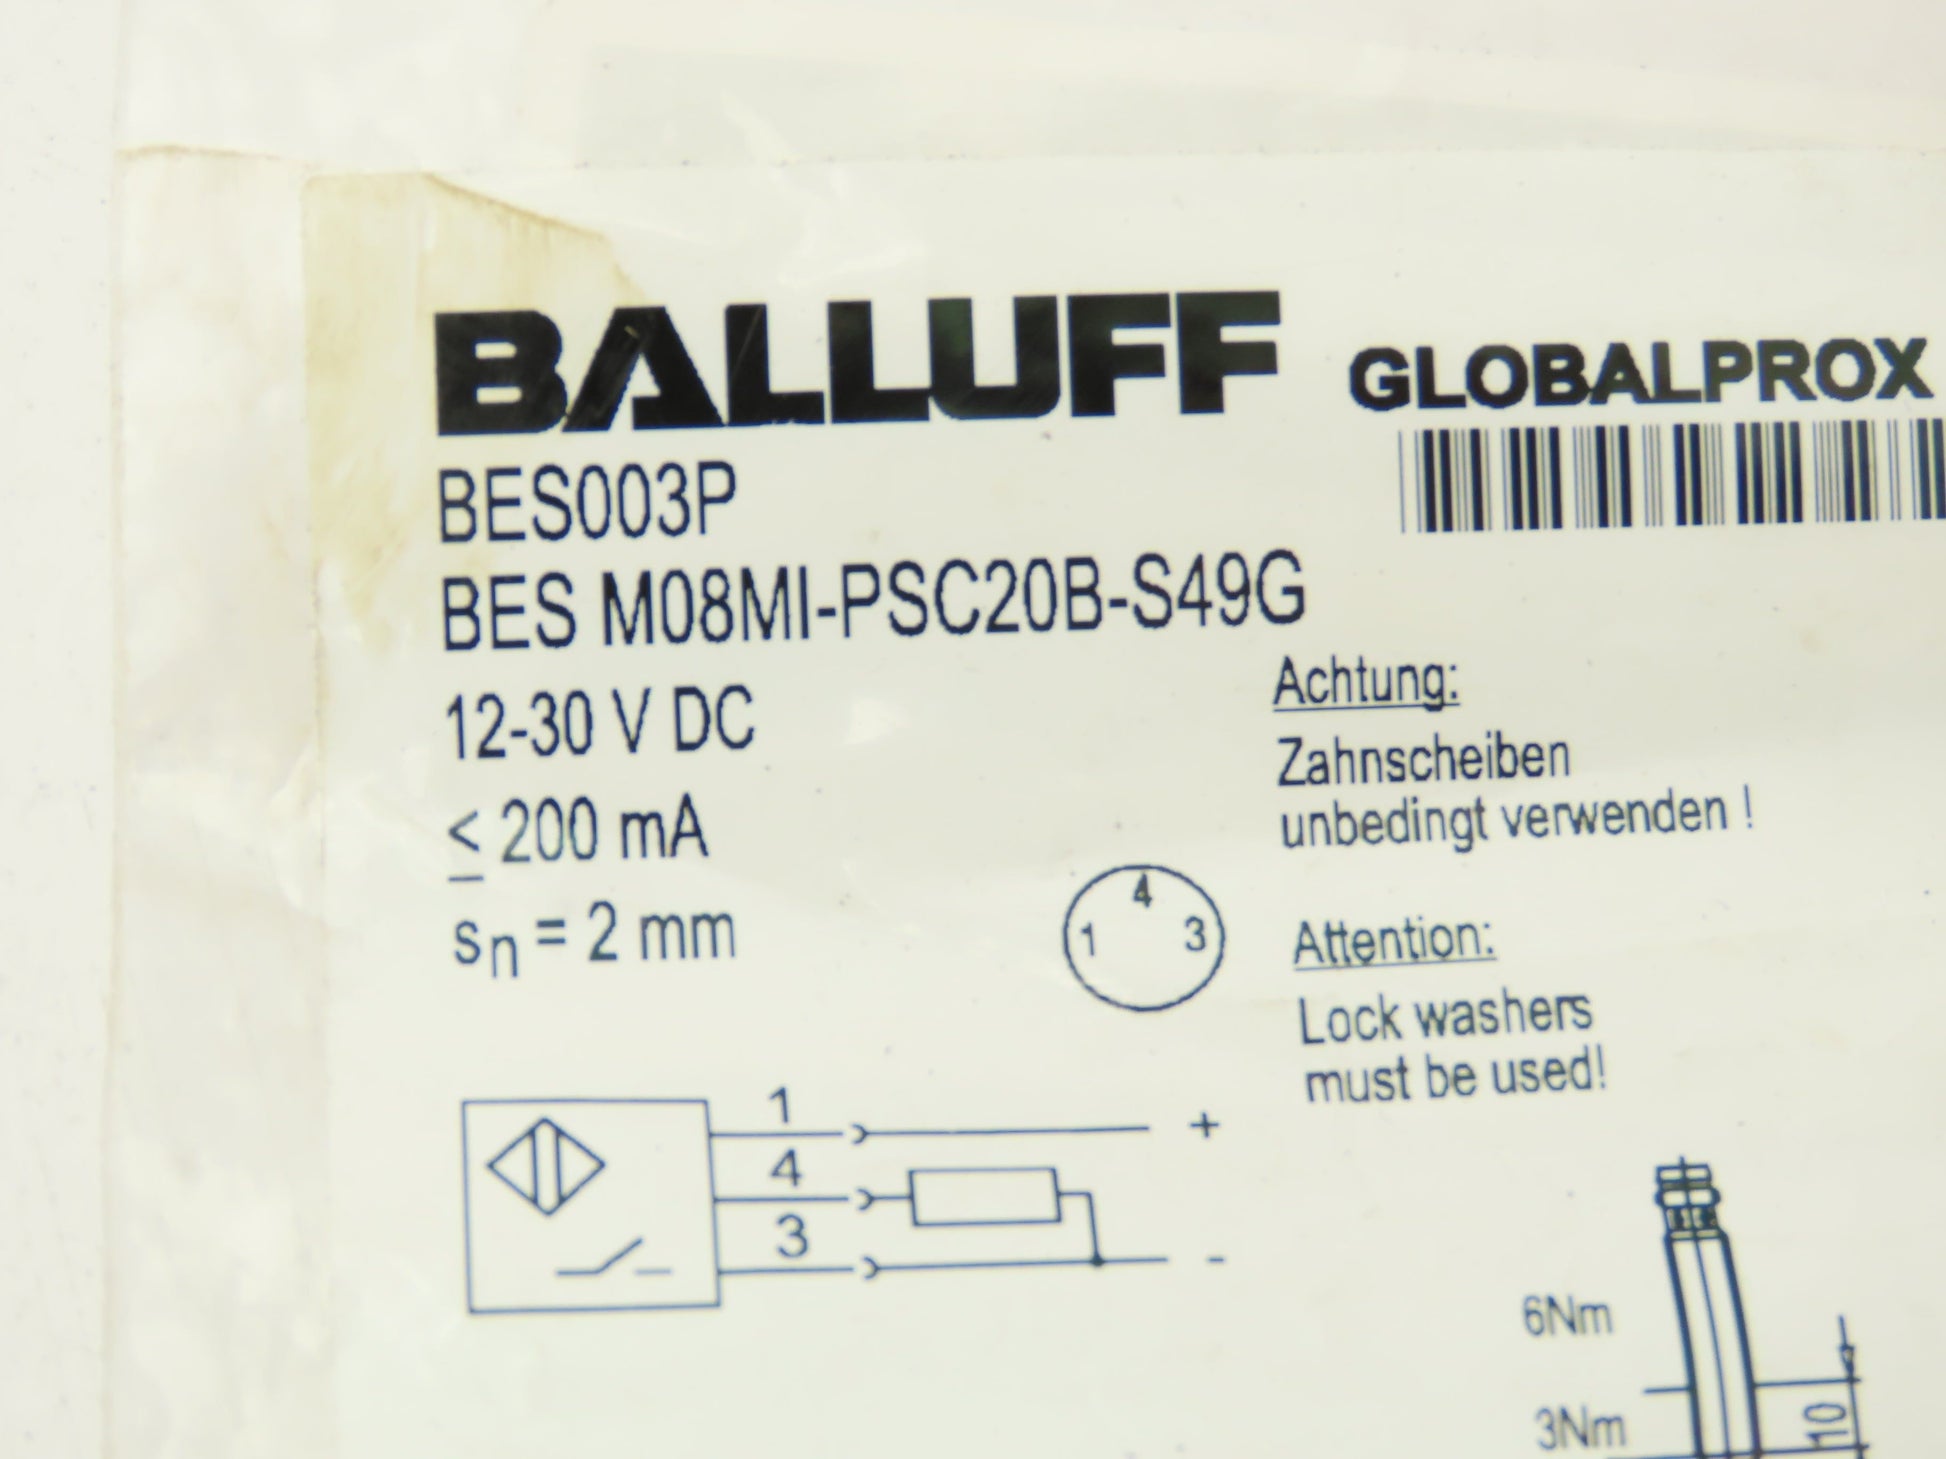 BALLUFF GLOBALPROX
BES003P
BES M08MI-PSC20B-S49G
12-30 V DC
≤ 200 mA
sn = 2 mm
Achtung:
Zahnscheiben
unbedingt verwenden !
4
1 3
Attention:
Lock washers
must be used!
1 +
4
3 -
6Nm
3Nm
10